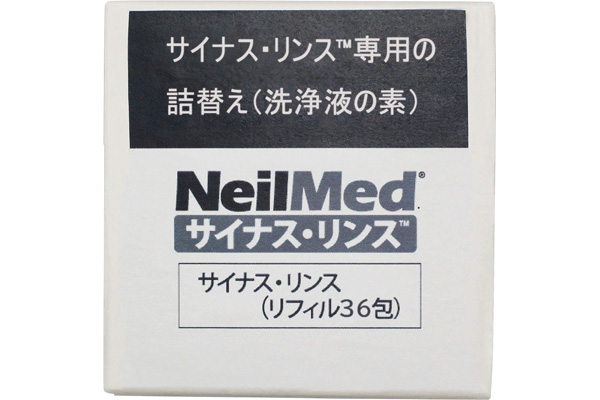 サイナス・リンス™専用の
詰替え(洗浄液の素)
NeilMed®
サイナス・リンス™
サイナス・リンス
(リフィル36包)